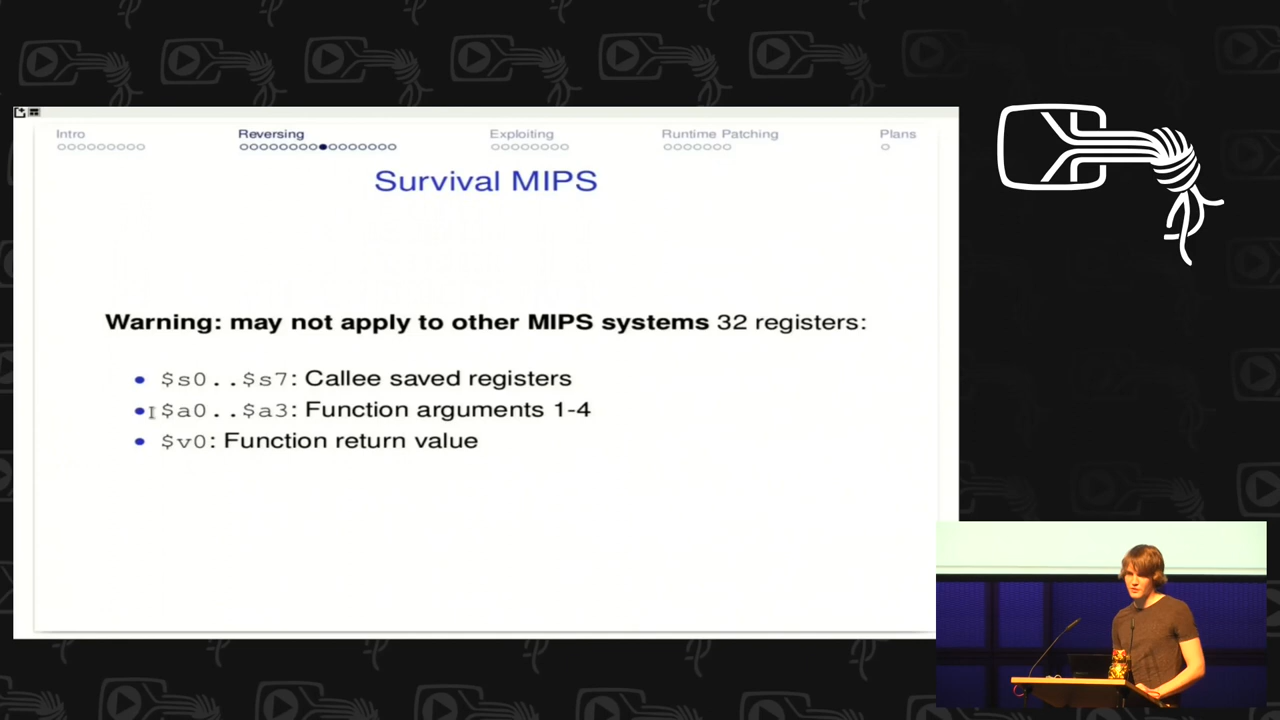 Intro Reversing Exploiting Runtime Patching Plans
Survival MIPS
Warning: may not apply to other MIPS systems 32 registers:
$s0..$s7: Callee saved registers
$a0..$a3: Function arguments 1-4
$v0: Function return value